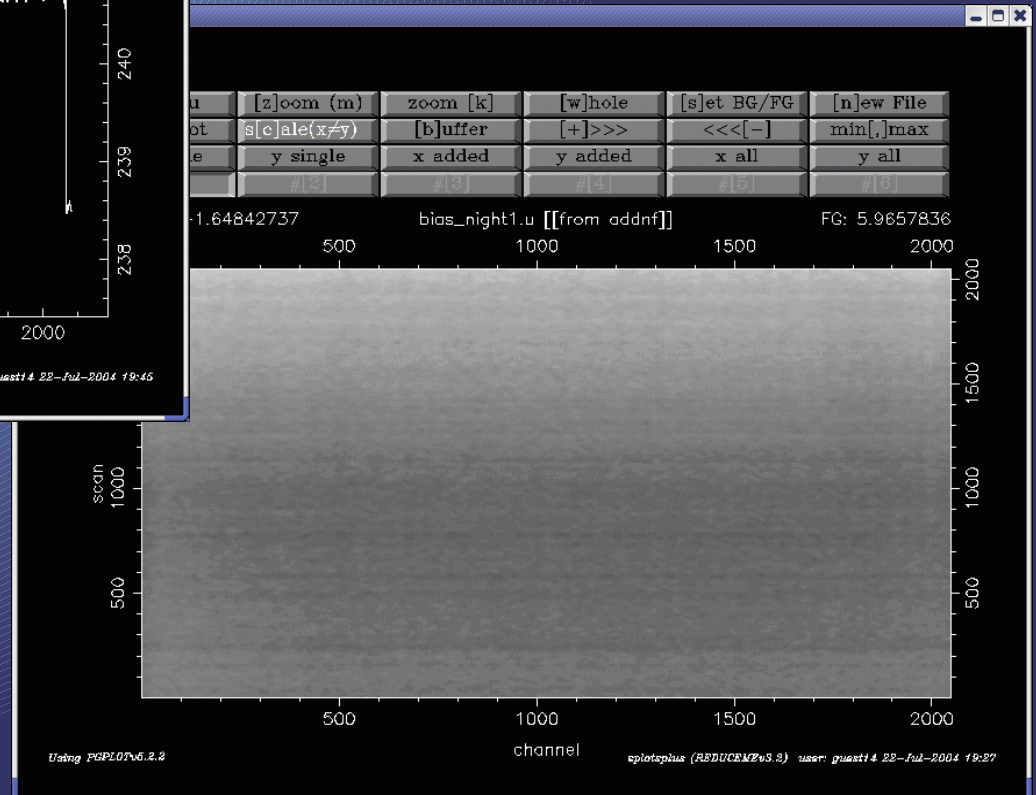 240
239
238
2000
guest14 22-Jul-2004 19:45
[z]oom (m) zoom [k] [w]hole [s]et BG/FG [n]ew File
s[c]ale(x≠y) [b]uffer [+]>>> <<<[-] min[,]max
y single x added y added x all y all
#[2] #[3] #[4] #[5] #[6]
-1.64842737 bias_night1.u [[from addnf]] FG: 5.9657836
500 1000 1500 2000
2000
1500
1000
500
scan
1000
500
500 1000 1500 2000
channel
Using PGPLOTv5.2.2 splotsplus (REDUCEMEv3.2) user: guest14 22-Jul-2004 19:27